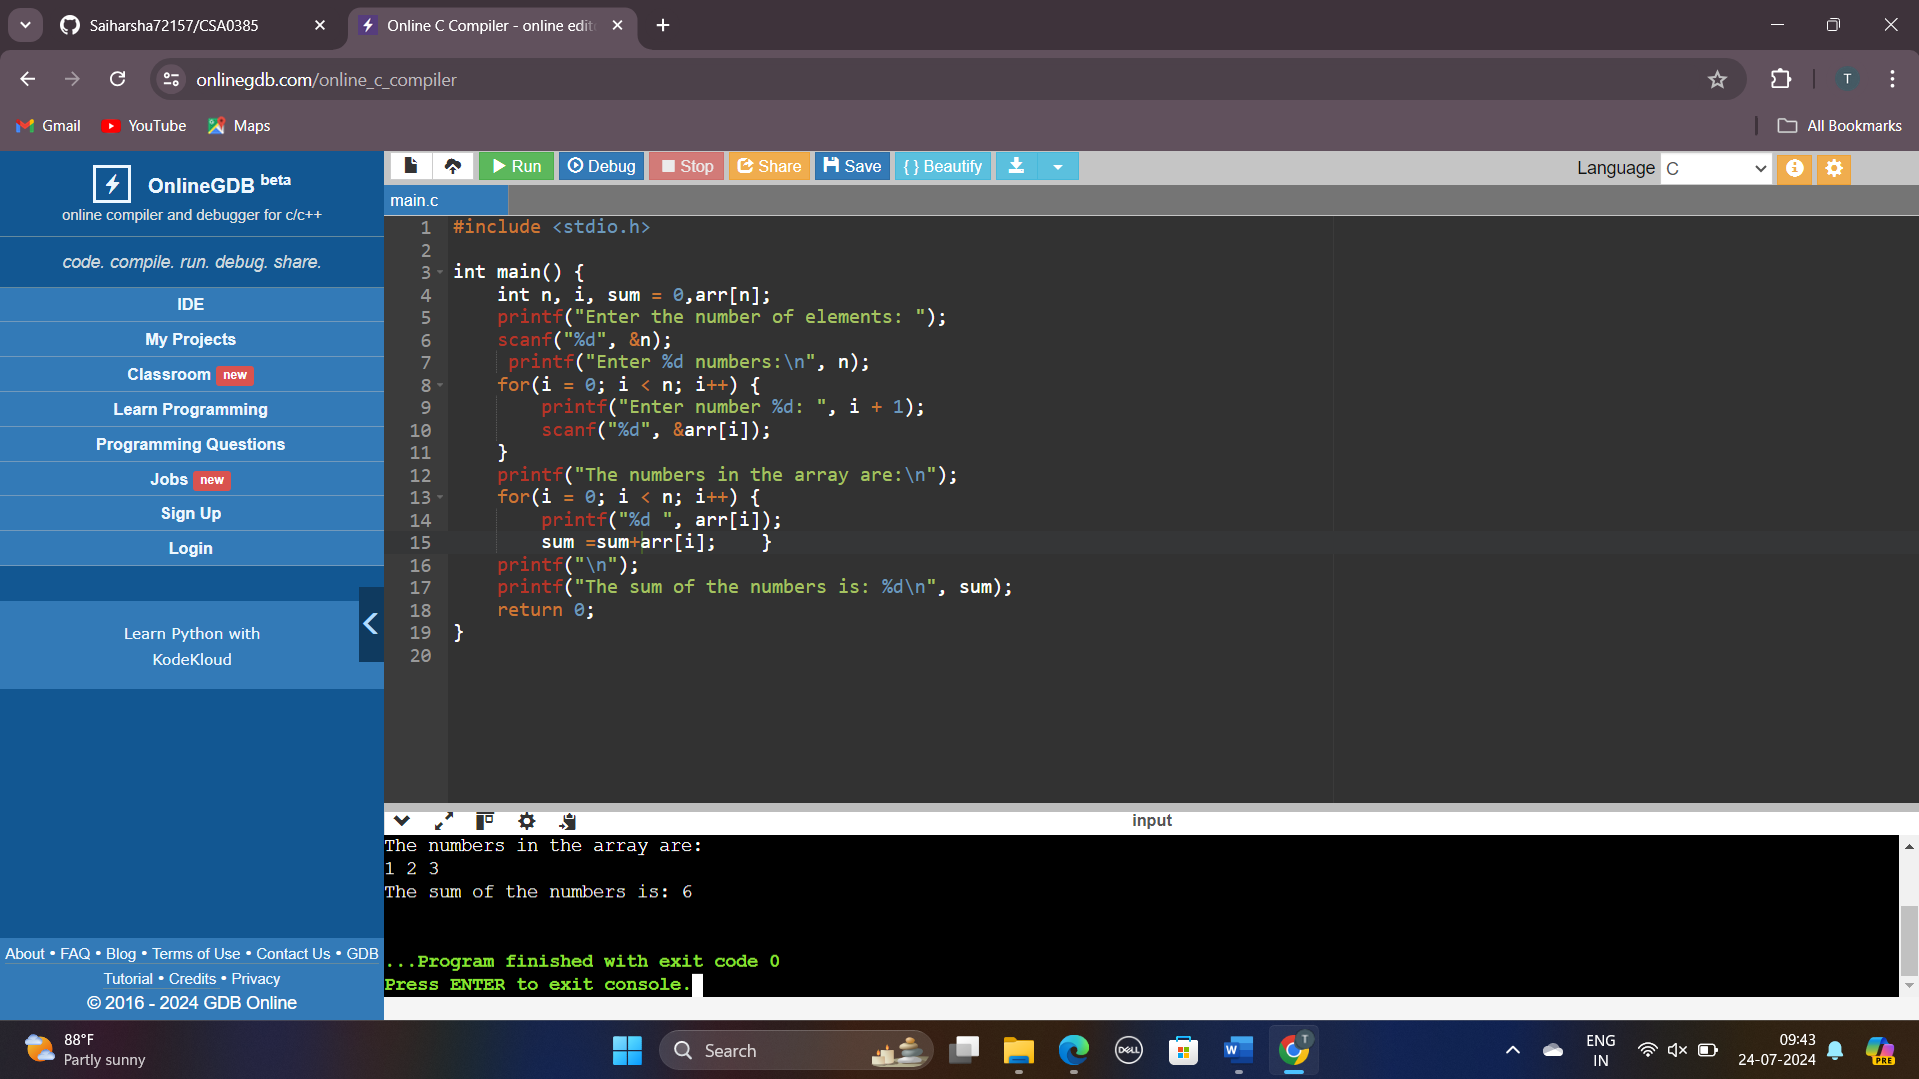 Saiharsha72157/CSA0385
Online C Compiler - online edit
onlinegdb.com/online_c_compiler
T
Gmail YouTube Maps All Bookmarks
OnlineGDB beta
online compiler and debugger for c/c++
code. compile. run. debug. share.
IDE
My Projects
Classroom new
Learn Programming
Programming Questions
Jobs new
Sign Up
Login
Learn Python with
KodeKloud
About • FAQ • Blog • Terms of Use • Contact Us • GDB
Tutorial • Credits • Privacy
© 2016 - 2024 GDB Online
Run Debug Stop Share Save { } Beautify Language C
main.c
1 #include <stdio.h>
2
3 int main() {
4     int n, i, sum = 0,arr[n];
5     printf("Enter the number of elements: ");
6     scanf("%d", &n);
7      printf("Enter %d numbers:\n", n);
8     for(i = 0; i < n; i++) {
9         printf("Enter number %d: ", i + 1);
10         scanf("%d", &arr[i]);
11     }
12     printf("The numbers in the array are:\n");
13     for(i = 0; i < n; i++) {
14         printf("%d ", arr[i]);
15         sum =sum+arr[i];    }
16     printf("\n");
17     printf("The sum of the numbers is: %d\n", sum);
18     return 0;
19 }
20
input
The numbers in the array are:
1 2 3
The sum of the numbers is: 6
...Program finished with exit code 0
Press ENTER to exit console.
88°F
Partly sunny
Search
DELL
W
T
ENG
IN
09:43
24-07-2024
PRE